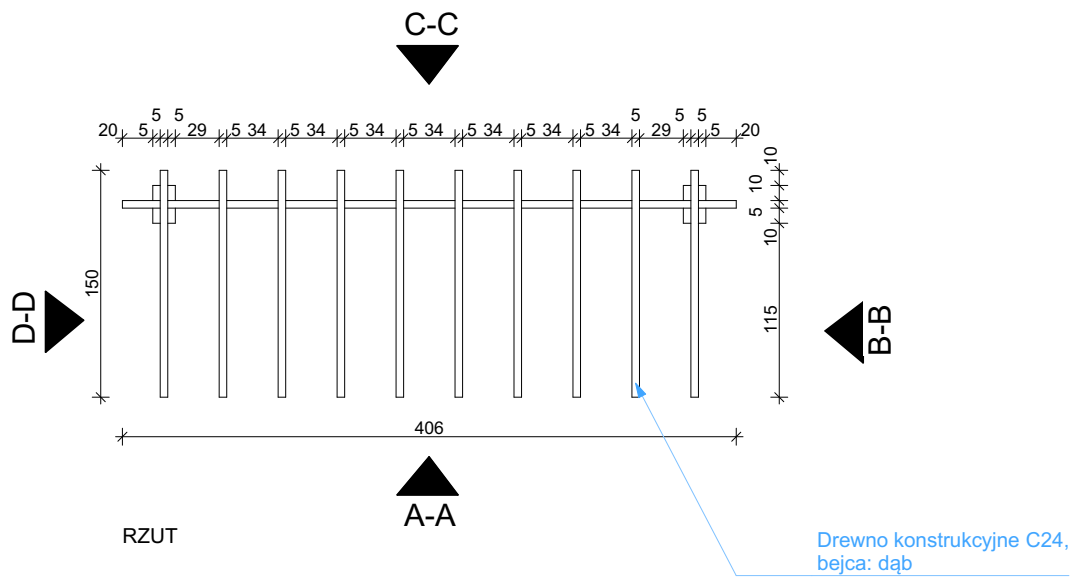 C-C
5 5 5 5 5
20 5 29 5 34 5 34 5 34 5 34 5 34 5 34 5 34 29 5 20
10
10
5
10
150
115
D-D
B-B
406
A-A
RZUT
Drewno konstrukcyjne C24,
bejca: dąb